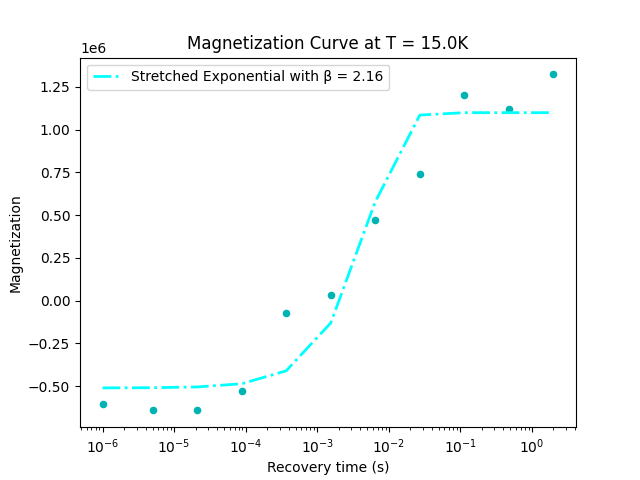 Magnetization Curve at T = 15.0K
1e6
Stretched Exponential with β = 2.16
1.25
1.00
0.75
0.50
0.25
0.00
−0.25
−0.50
Magnetization
10⁻⁶ 10⁻⁵ 10⁻⁴ 10⁻³ 10⁻² 10⁻¹ 10⁰
Recovery time (s)